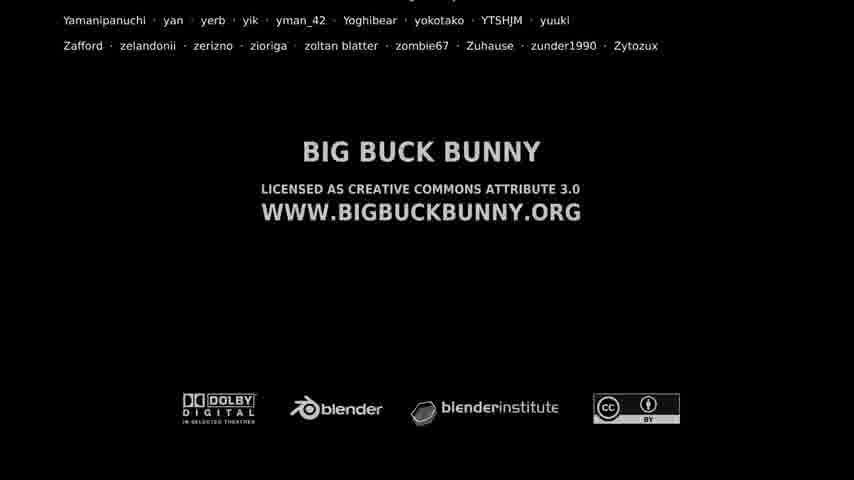 Yamanipanuchi · yan · yerb · yik · yman_42 · Yoghibear · yokotako · YTSHJM · yuuki
Zafford · zelandonii · zerizno · zioriga · zoltan blatter · zombie67 · Zuhause · zunder1990 · Zytozux
BIG BUCK BUNNY
LICENSED AS CREATIVE COMMONS ATTRIBUTE 3.0
WWW.BIGBUCKBUNNY.ORG
DOLBY
DIGITAL
IN SELECTED THEATRES
blender
blenderinstitute
cc
BY